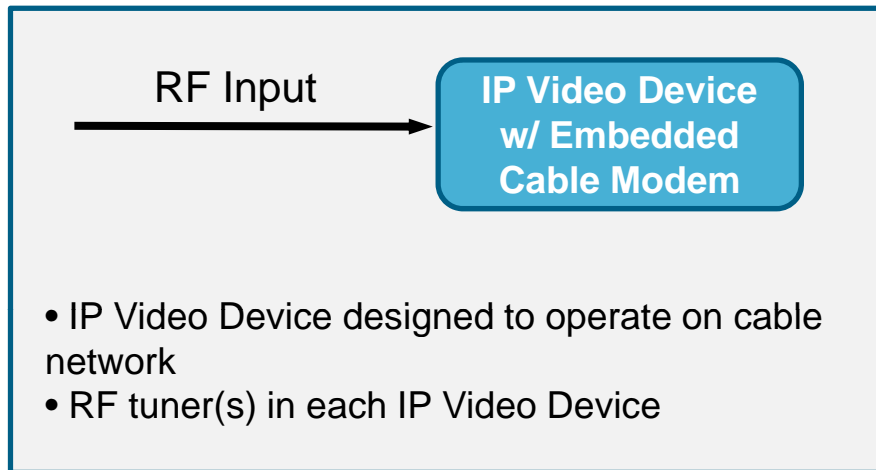 RF Input
IP Video Device
w/ Embedded
Cable Modem
• IP Video Device designed to operate on cable
network
• RF tuner(s) in each IP Video Device